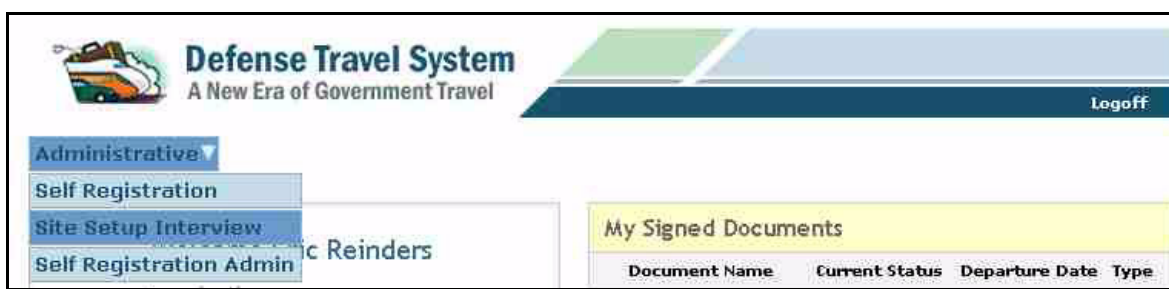 Defense Travel System
A New Era of Government Travel
Logoff
Administrative
Self Registration
Site Setup Interview
Self Registration Admin
Reinders
My Signed Documents
Document Name Current Status Departure Date Type